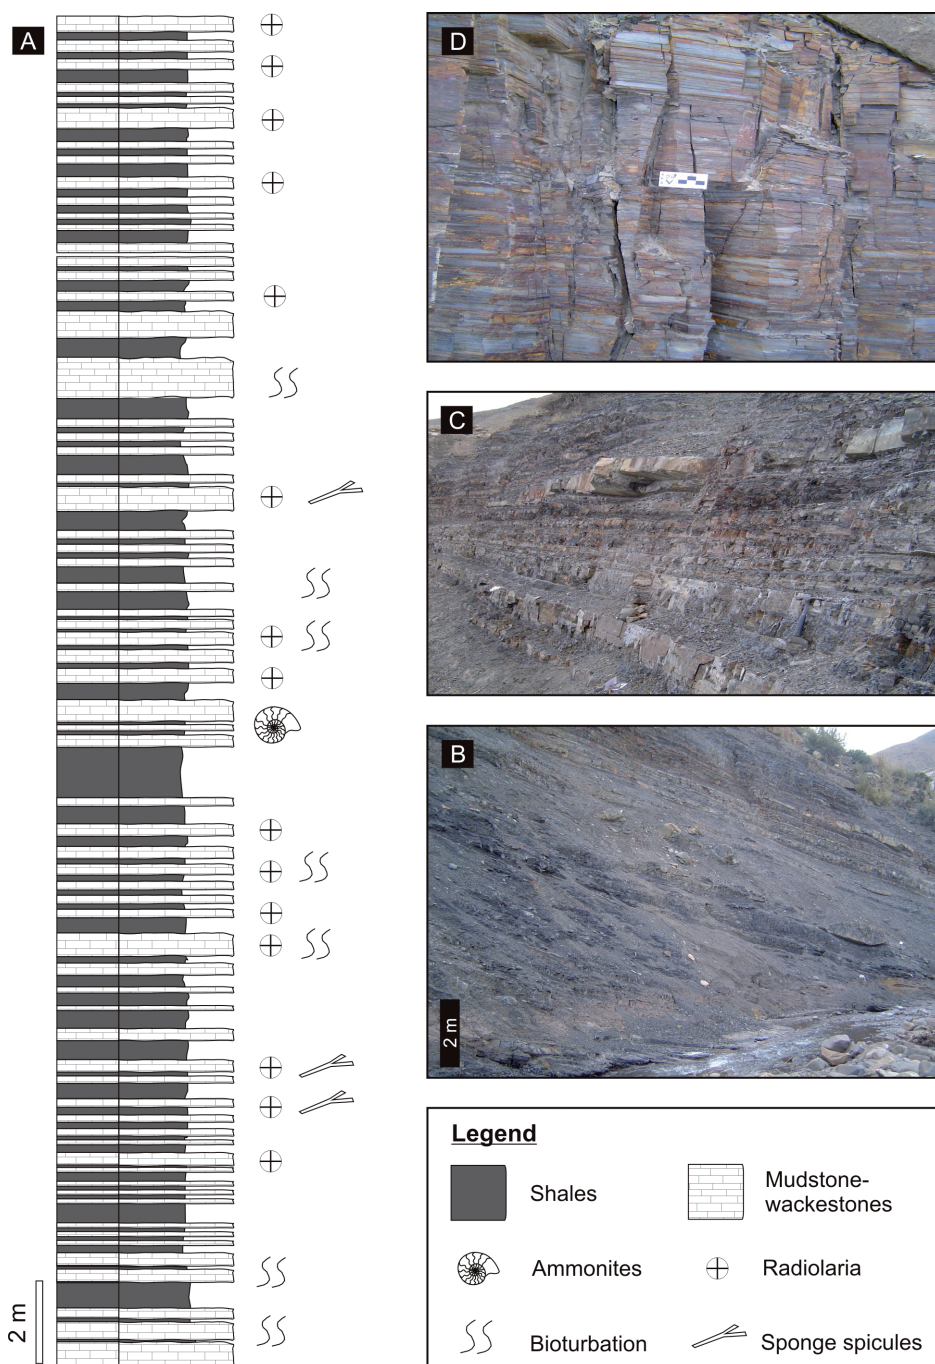 A
D
C
B
2 m
Legend
Shales
Mudstone-
wackestones
Ammonites
Radiolaria
Bioturbation
Sponge spicules
2 m